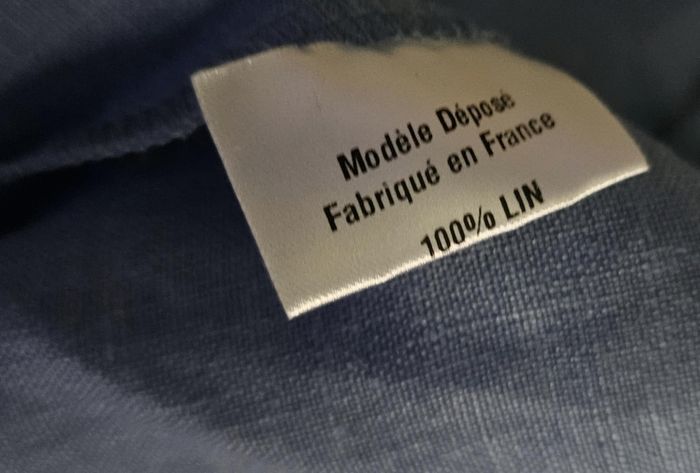 Modèle Déposé
Fabriqué en France
100% LIN